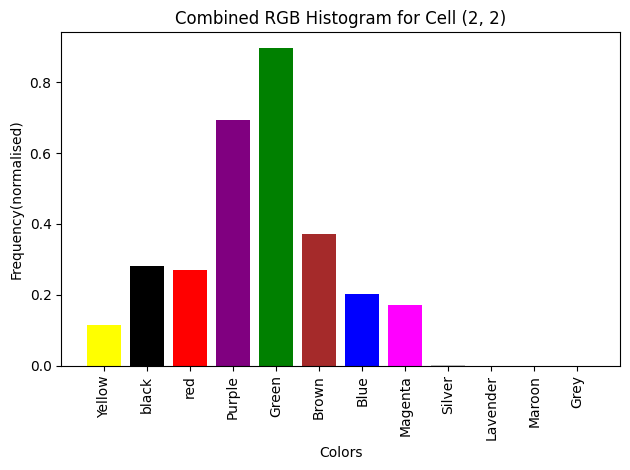 Combined RGB Histogram for Cell (2, 2)
Frequency(normalised)
0.8
0.6
0.4
0.2
0.0
Yellow
black
red
Purple
Green
Brown
Blue
Magenta
Silver
Lavender
Maroon
Grey
Colors